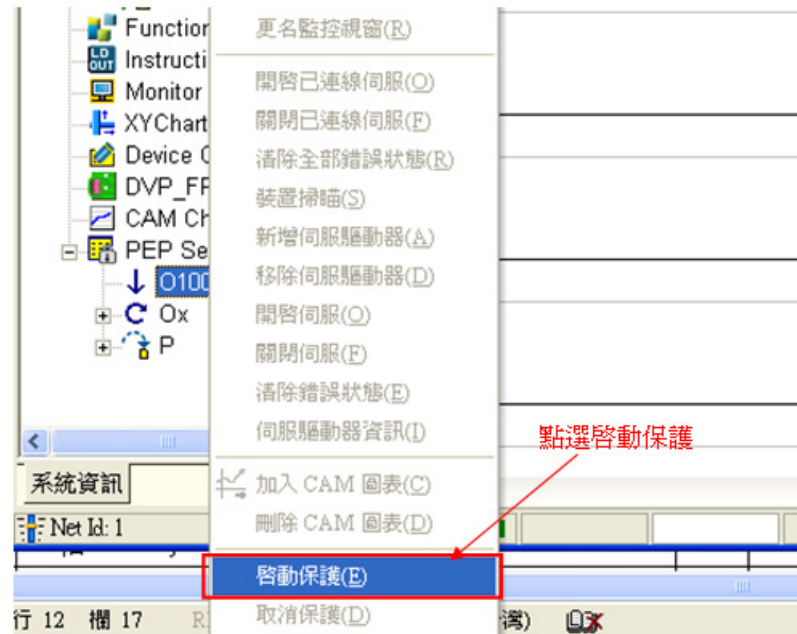 Function
Instructi
Monitor
XYChart
Device C
DVP_FF
CAM Ch
PEP Se
O100
Ox
P
系統資訊
Net Id: 1
行 12 欄 17
更名監控視窗(R)
開啓已連線伺服(O)
關閉已連線伺服(F)
清除全部錯誤狀態(R)
裝置掃瞄(S)
新增伺服驅動器(A)
移除伺服驅動器(D)
開啓伺服(O)
關閉伺服(F)
清除錯誤狀態(E)
伺服驅動器資訊(I)
加入 CAM 圖表(C)
刪除 CAM 圖表(D)
啓動保護(E)
取消保護(D)
點選啓動保護
灣)